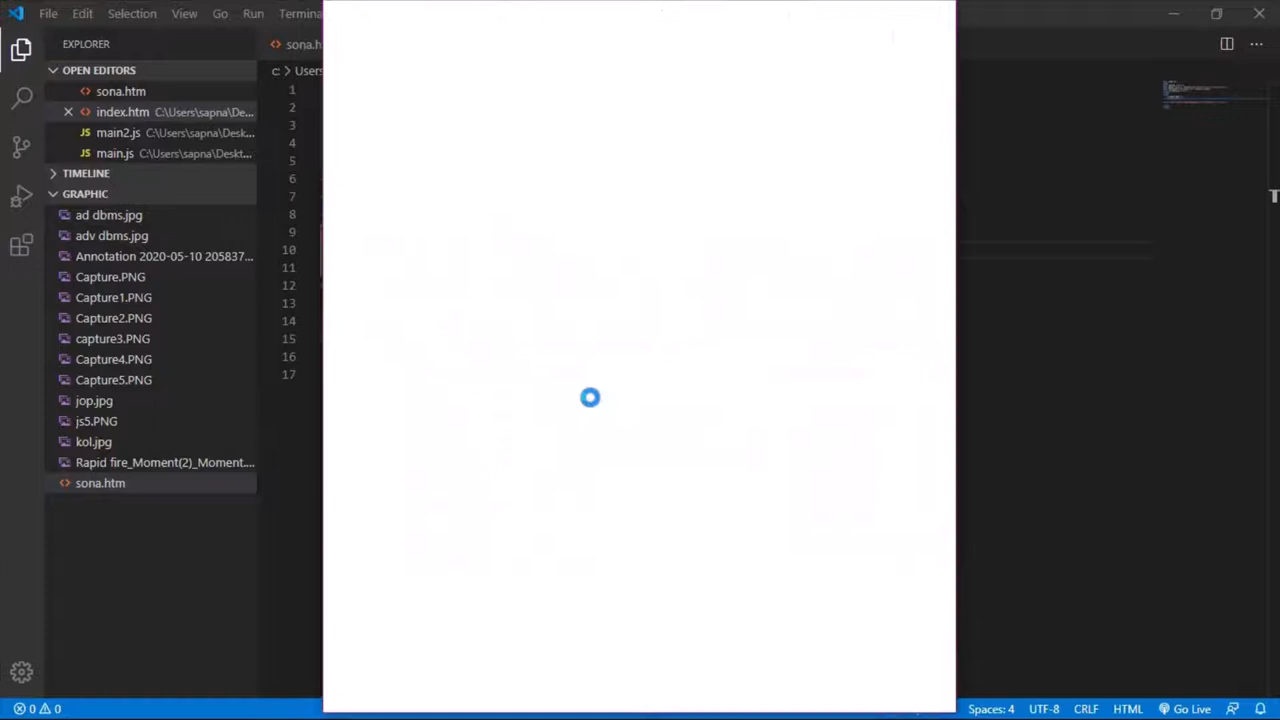 File Edit Selection View Go Run Terminal
EXPLORER
OPEN EDITORS
sona.htm
index.htm C:\Users\sapna\De...
main2.js C:\Users\sapna\Desk...
main.js C:\Users\sapna\Deskt...
TIMELINE
GRAPHIC
ad dbms.jpg
adv dbms.jpg
Annotation 2020-05-10 205837...
Capture.PNG
Capture1.PNG
Capture2.PNG
capture3.PNG
Capture4.PNG
Capture5.PNG
jop.jpg
js5.PNG
kol.jpg
Rapid fire_Moment(2)_Moment....
sona.htm
sona.h
C: > Users
1
2
3
4
5
6
7
8
9
10
11
12
13
14
15
16
17
0 0 Spaces: 4 UTF-8 CRLF HTML Go Live